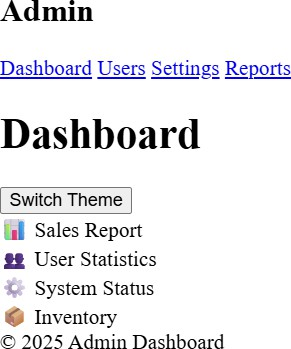 Admin
Dashboard Users Settings Reports
Dashboard
Switch Theme
📊 Sales Report
👥 User Statistics
⚙️ System Status
📦 Inventory
© 2025 Admin Dashboard